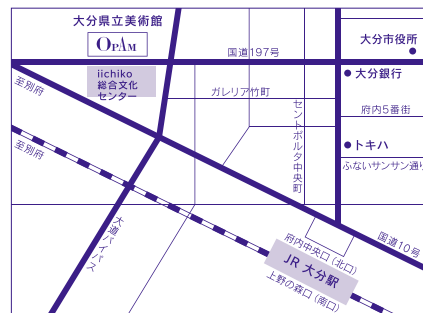 大分県立美術館
OPAM
国道197号
大分市役所
iichiko
総合文化
センター
大分銀行
至別府
ガレリア竹町
セントポルタ中央町
府内5番街
トキハ
至別府
ふないサンサン通り
大道バイパス
府内中央口(北口)
国道10号
JR 大分駅
上野の森口(南口)